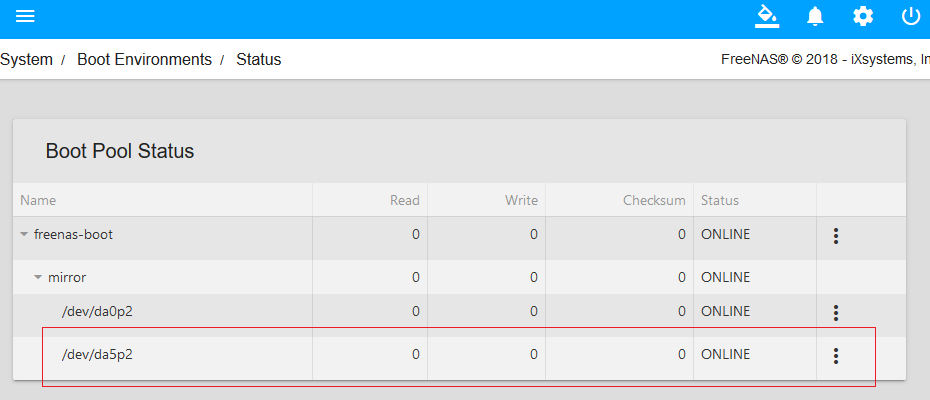 System / Boot Environments / Status FreeNAS® © 2018 - iXsystems, In
Boot Pool Status
Name Read Write Checksum Status
freenas-boot 0 0 0 ONLINE
mirror 0 0 0 ONLINE
/dev/da0p2 0 0 0 ONLINE
/dev/da5p2 0 0 0 ONLINE